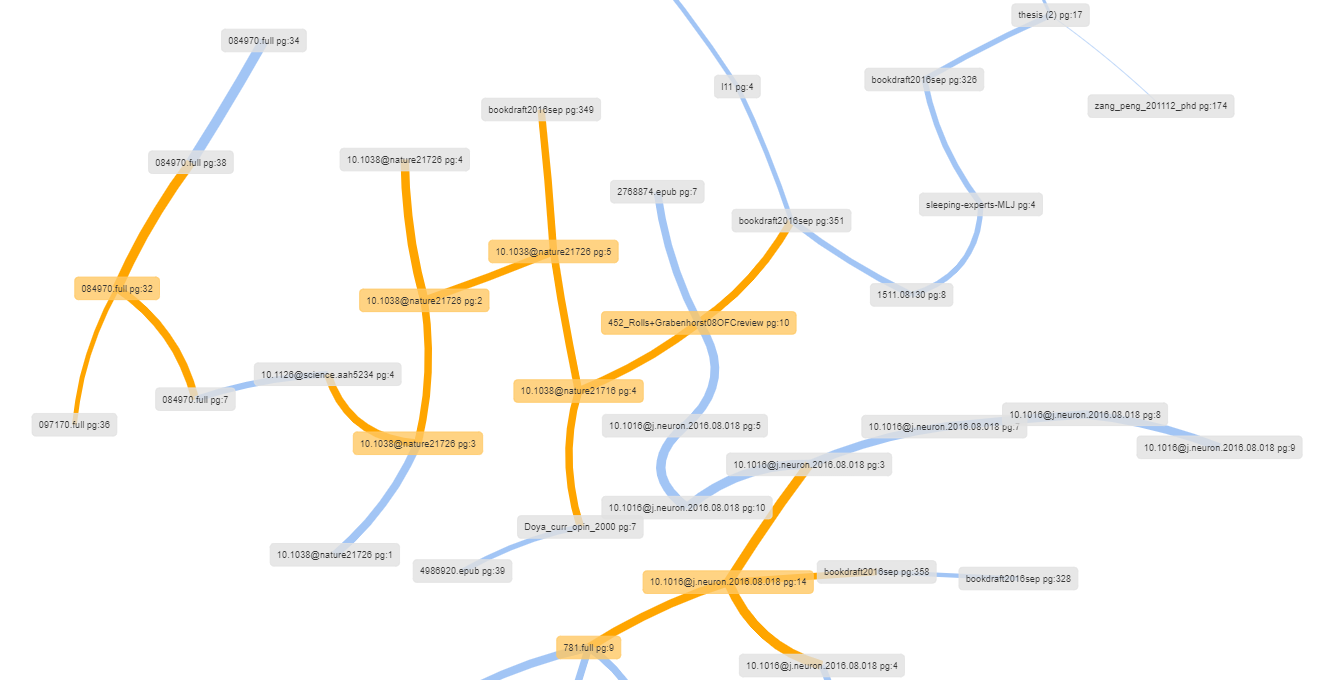 thesis (2) pg:17
084970.full pg:34
bookdraft2016sep pg:326
l11 pg:4
zang_peng_201112_phd pg:174
bookdraft2016sep pg:349
10.1038@nature21726 pg:4
084970.full pg:38
2768874.epub pg:7
sleeping-experts-MLJ pg:4
bookdraft2016sep pg:351
10.1038@nature21726 pg:5
084970.full pg:32
1511.08130 pg:8
10.1038@nature21726 pg:2
452_Rolls+Grabenhorst08OFCreview pg:10
10.1126@science.aah5234 pg:4
10.1038@nature21716 pg:4
084970.full pg:7
10.1016@j.neuron.2016.08.018 pg:8
097170.full pg:36
10.1016@j.neuron.2016.08.018 pg:5
10.1016@j.neuron.2016.08.018 pg:7
10.1038@nature21726 pg:3
10.1016@j.neuron.2016.08.018 pg:9
10.1016@j.neuron.2016.08.018 pg:3
10.1016@j.neuron.2016.08.018 pg:10
Doya_curr_opin_2000 pg:7
10.1038@nature21726 pg:1
4986920.epub pg:39
bookdraft2016sep pg:358
bookdraft2016sep pg:328
10.1016@j.neuron.2016.08.018 pg:14
781.full pg:9
10.1016@j.neuron.2016.08.018 pg:4